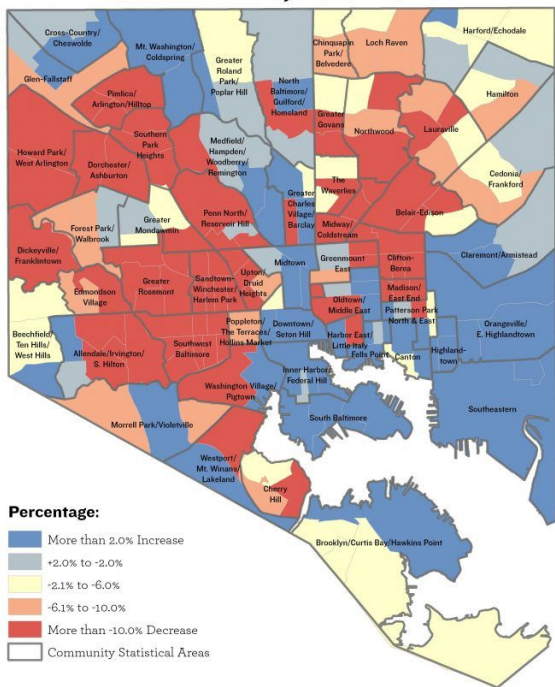 Cross-Country/
Cheswolde
Mt. Washington/
Coldspring
Greater
Roland
Park/
Poplar Hill
Chinquapin
Park/
Belvedere
Loch Raven
Harford/Echodale
Glen-Fallstaff
Pimlico/
Arlington/Hilltop
North
Baltimore/
Guilford/
Homeland
Hamilton
Greater
Govans
Northwood
Lauraville
Howard Park/
West Arlington
Southern
Park
Heights
Dorchester/
Ashburton
Medfield/
Hampden/
Woodberry/
Remington
The
Waverlies
Cedonia/
Frankford
Forest Park/
Walbrook
Greater
Mondawmin
Penn North/
Reservoir Hill
Greater
Charles
Village/
Barclay
Midway/
Coldstream
Belair-Edison
Dickeyville/
Franklintown
Midtown
Greenmount
East
Clifton-
Berea
Claremont/Armistead
Edmondson
Village
Greater
Rosemont
Sandtown-
Winchester/
Harlem Park
Upton/
Druid
Heights
Oldtown/
Middle East
Madison/
East End
Patterson Park
North & East
Beechfield/
Ten Hills/
West Hills
Allendale/Irvington/
S. Hilton
Southwest
Baltimore
Poppleton/
The Terraces/
Hollins Market
Downtown/
Seton Hill
Harbor East/
Little Italy
Fells Point
Canton
Highland-
town
Orangeville/
E. Highlandtown
Washington Village/
Pigtown
Inner Harbor/
Federal Hill
South Baltimore
Southeastern
Morrell Park/Violetville
Westport/
Mt. Winans/
Lakeland
Cherry
Hill
Brooklyn/Curtis Bay/Hawkins Point
Percentage:
More than 2.0% Increase
+2.0% to -2.0%
-2.1% to -6.0%
-6.1% to -10.0%
More than -10.0% Decrease
Community Statistical Areas